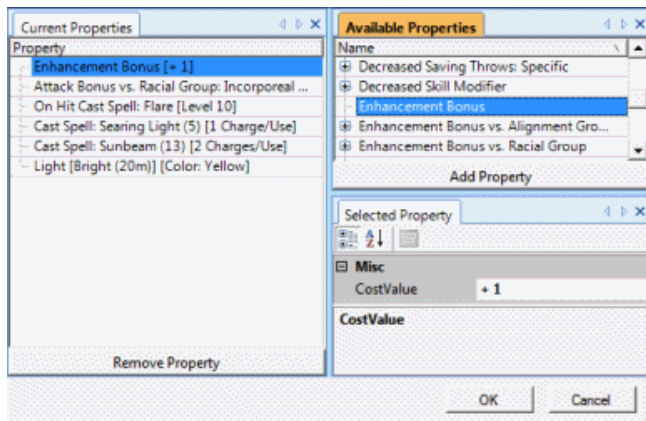 Current Properties
Property
Enhancement Bonus [+ 1]
Attack Bonus vs. Racial Group: Incorporeal ...
On Hit Cast Spell: Flare [Level 10]
Cast Spell: Searing Light (5) [1 Charge/Use]
Cast Spell: Sunbeam (13) [2 Charges/Use]
Light [Bright (20m)] [Color: Yellow]
Remove Property
Available Properties
Name
Decreased Saving Throws: Specific
Decreased Skill Modifier
Enhancement Bonus
Enhancement Bonus vs. Alignment Gro...
Enhancement Bonus vs. Racial Group
Add Property
Selected Property
Misc
CostValue + 1
CostValue
OK Cancel